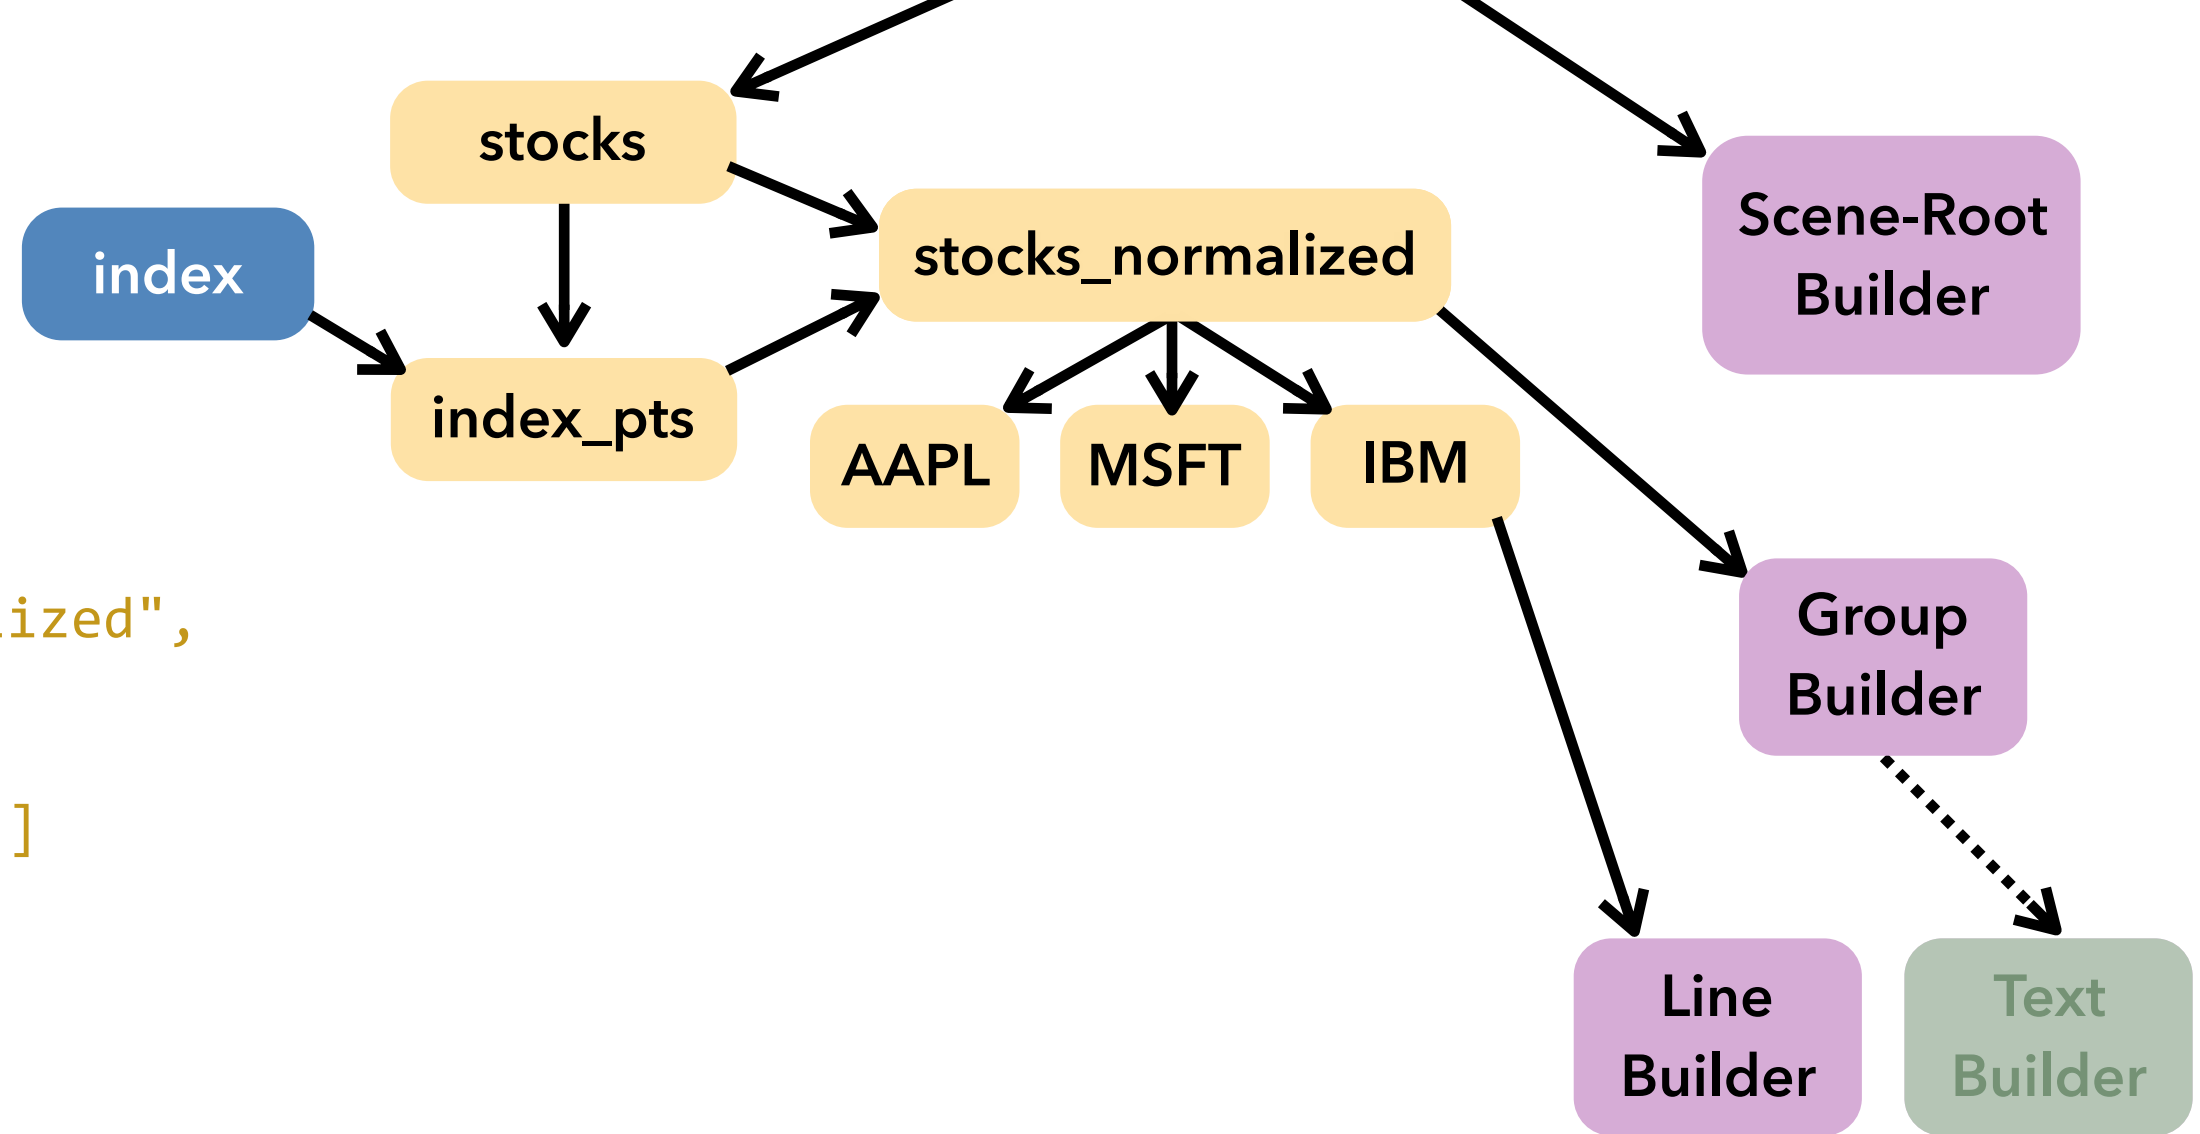 stocks
Scene-Root
Builder
index
stocks_normalized
index_pts
AAPL
MSFT
IBM
ized",
Group
Builder
]
Line
Builder
Text
Builder